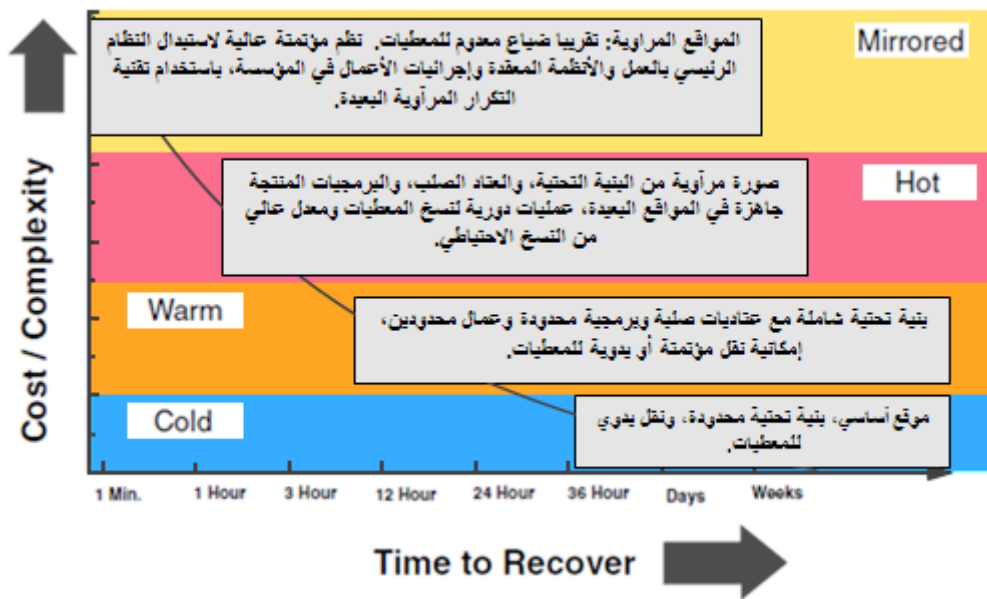 المواقع المراوية: تقريبا ضياع معدوم للمعطيات. نظم مؤتمتة عالية لاستبدال النظام
الرئيسي بالعمل والأنظمة المعقدة وإجرائيات الأعمال في المؤسسة، باستخدام تقنية
التكرار المرآوية البعيدة.
Mirrored
صورة مرآوية من البنية التحتية، والعتاد الصلب، والبرمجيات المنتجة
جاهزة في المواقع البعيدة، عمليات دورية لنسخ المعطيات ومعدل عالي
من النسخ الاحتياطي.
Hot
Warm
بنية تحتية شاملة مع عتاديات صلبة وبرمجية محدودة وعمال محدودين،
إمكانية نقل مؤتمتة أو يدوية للمعطيات.
Cold
موقع أساسي، بنية تحتية محدودة، ونقل يدوي
للمعطيات.
Cost / Complexity
1 Min.
1 Hour
3 Hour
12 Hour
24 Hour
36 Hour
Days
Weeks
Time to Recover